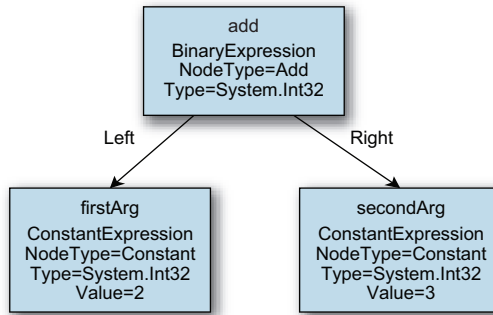 add
BinaryExpression
NodeType=Add
Type=System.Int32
Left
Right
firstArg
ConstantExpression
NodeType=Constant
Type=System.Int32
Value=2
secondArg
ConstantExpression
NodeType=Constant
Type=System.Int32
Value=3